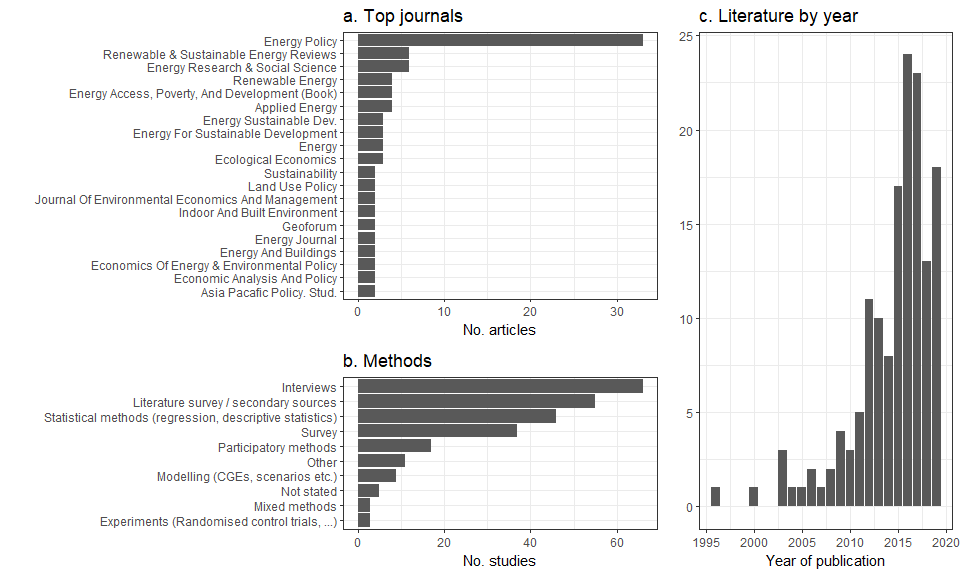 a. Top journals
Energy Policy
Renewable & Sustainable Energy Reviews
Energy Research & Social Science
Renewable Energy
Energy Access, Poverty, And Development (Book)
Applied Energy
Energy Sustainable Dev.
Energy For Sustainable Development
Energy
Ecological Economics
Sustainability
Land Use Policy
Journal Of Environmental Economics And Management
Indoor And Built Environment
Geoforum
Energy Journal
Energy And Buildings
Economics Of Energy & Environmental Policy
Economic Analysis And Policy
Asia Pacafic Policy. Stud.
0 10 20 30
No. articles
b. Methods
Interviews
Literature survey / secondary sources
Statistical methods (regression, descriptive statistics)
Survey
Participatory methods
Other
Modelling (CGEs, scenarios etc.)
Not stated
Mixed methods
Experiments (Randomised control trials, ...)
0 20 40 60
No. studies
c. Literature by year
25
20
15
10
5
0
1995 2000 2005 2010 2015 2020
Year of publication